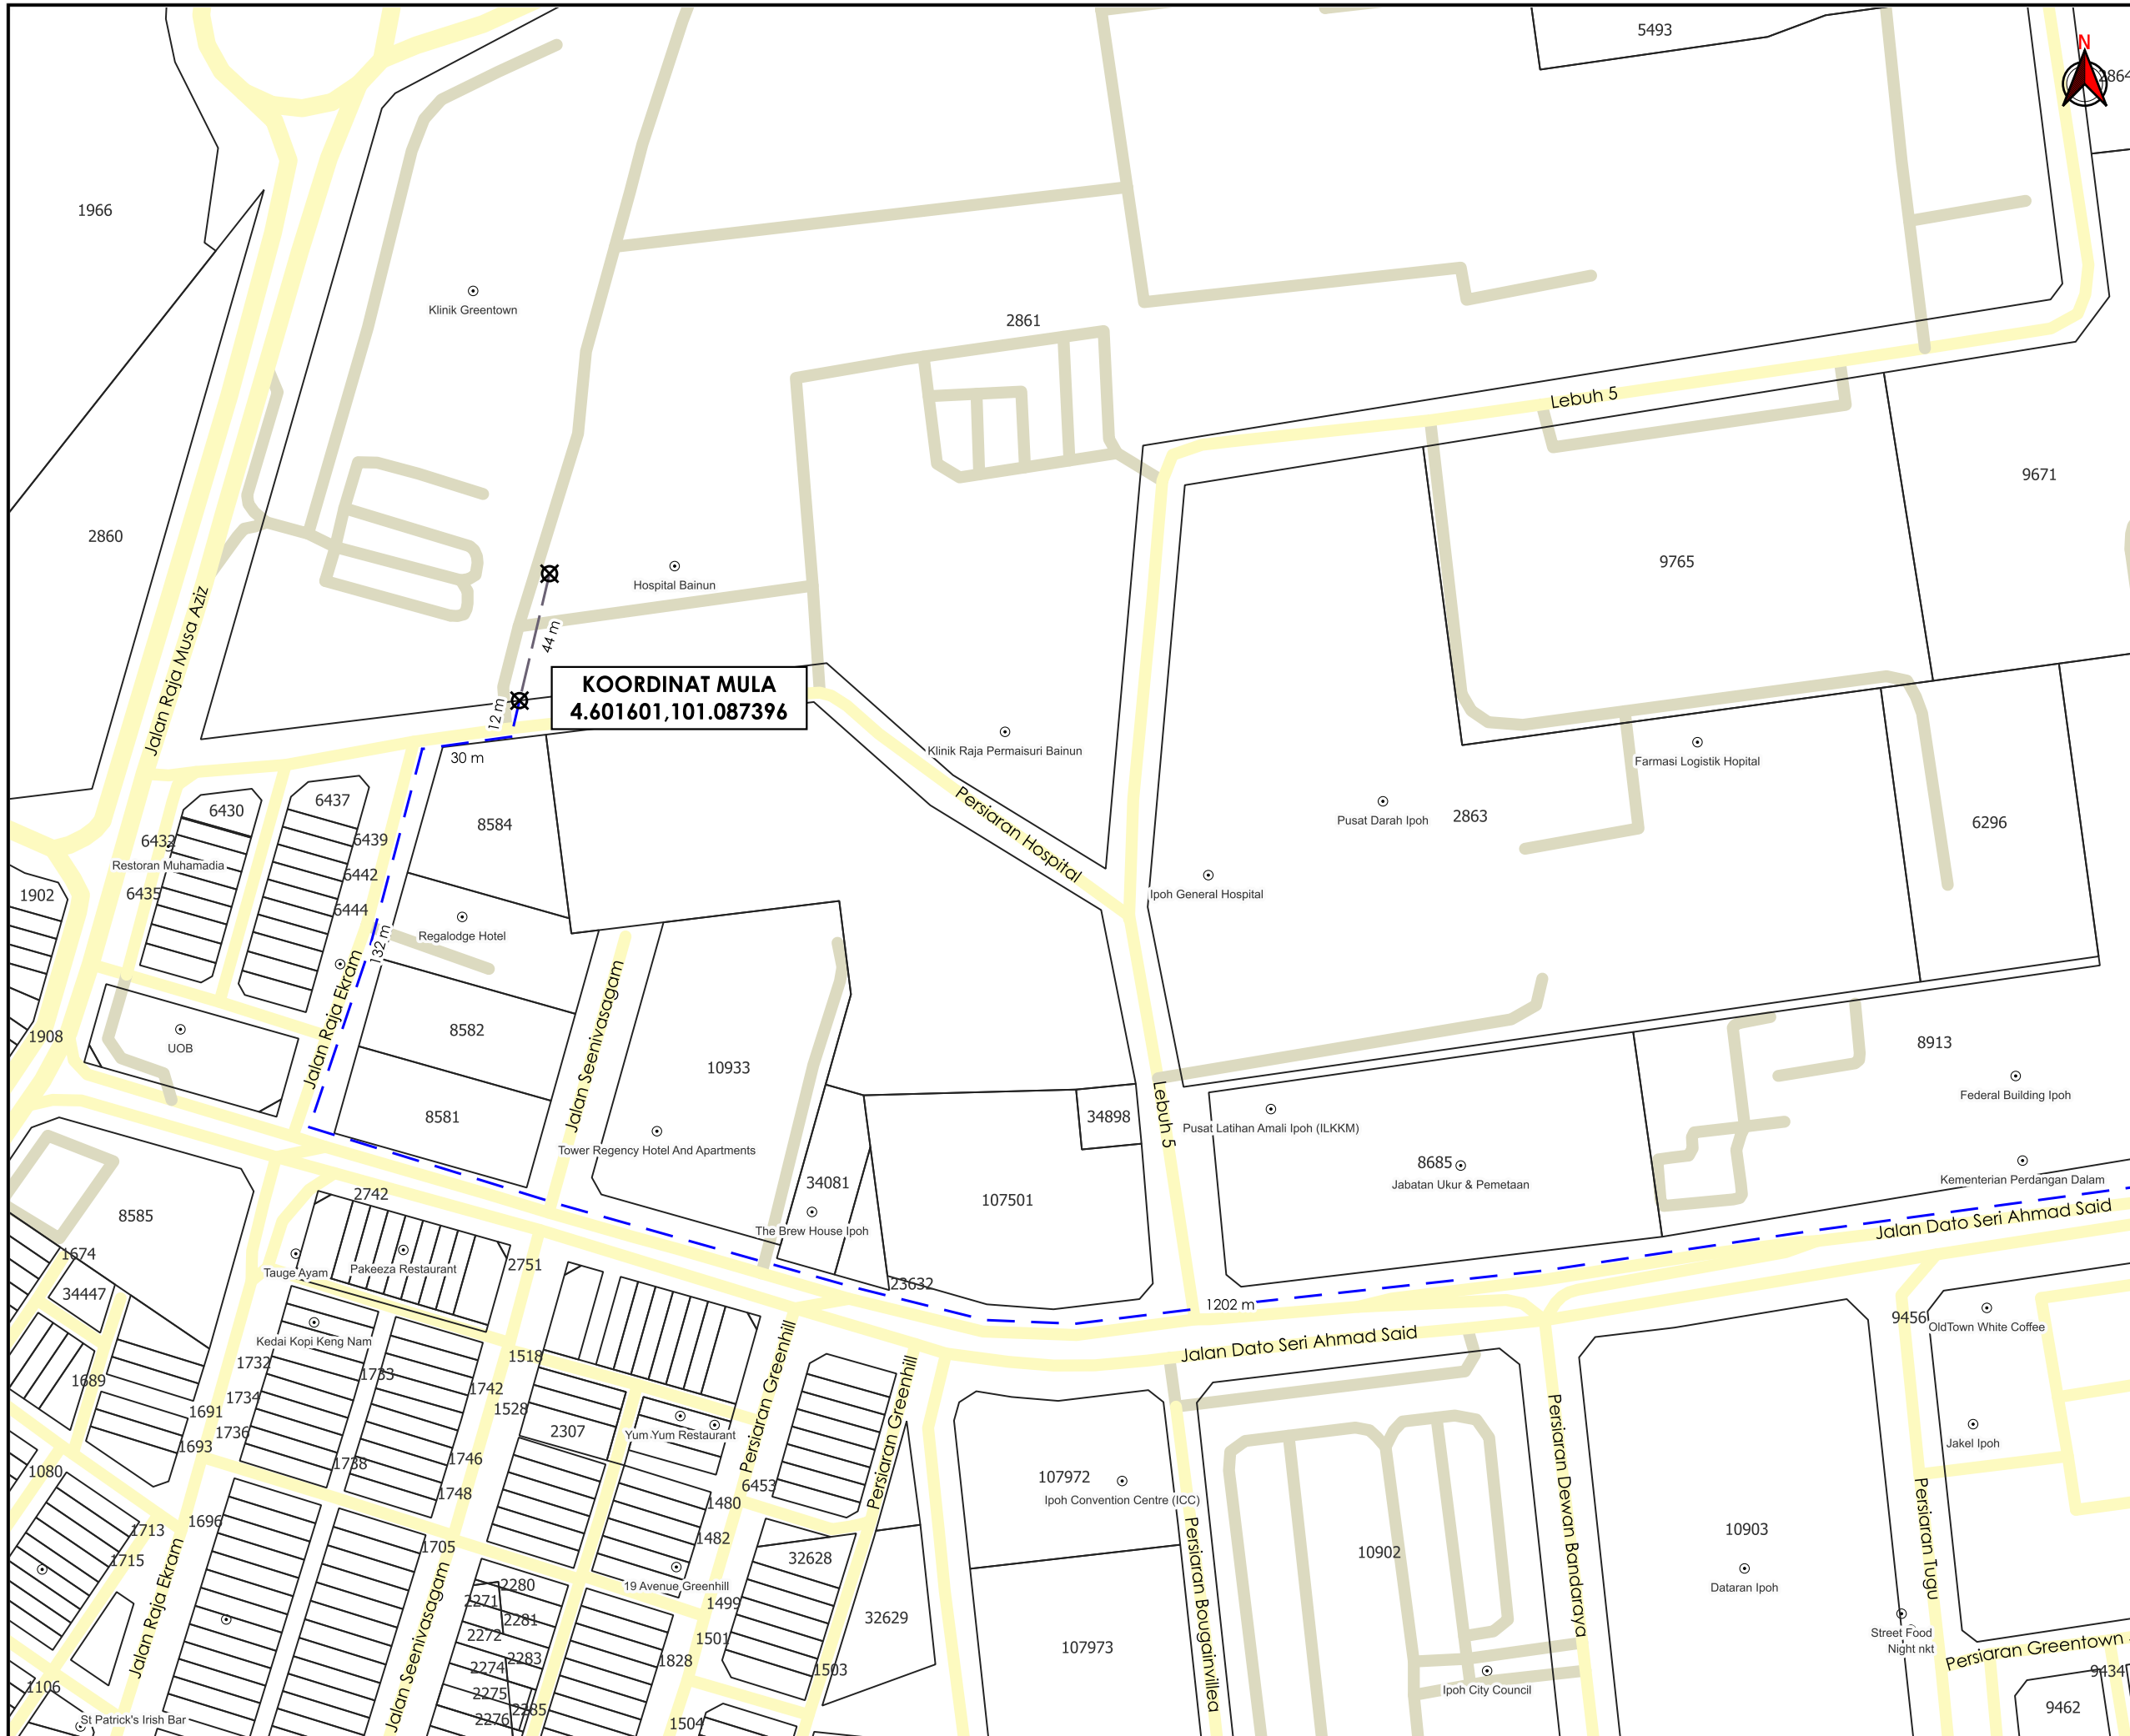 5493
N
2864
1966
Klinik Greentown
2861
Lebuh 5
9671
2860
9765
Hospital Bainun
Jalan Raja Musa Aziz
44 m
KOORDINAT MULA
4.601601,101.087396
12 m
30 m
Klinik Raja Permaisuri Bainun
Farmasi Logistik Hopital
Persiaran Hospital
Pusat Darah Ipoh
2863
6296
6430
6437
8584
6432
6439
Restoran Muhamadia
6442
6435
6444
1902
Ipoh General Hospital
Regalodge Hotel
132 m
Jalan Raja Ekram
Jalan Seenivasagam
1908
UOB
8582
8913
10933
Federal Building Ipoh
8581
34898
Lebuh 5
Pusat Latihan Amali Ipoh (ILKKM)
Tower Regency Hotel And Apartments
8685
Jabatan Ukur & Pemetaan
Kementerian Perdangan Dalam
34081
107501
2742
8585
The Brew House Ipoh
Jalan Dato Seri Ahmad Said
1674
Tauge Ayam
Pakeeza Restaurant
2751
23632
34447
1202 m
9456
OldTown White Coffee
Kedai Kopi Keng Nam
Jalan Dato Seri Ahmad Said
1518
1732
1733
1689
1734
1742
Persiaran Greenhill
Persiaran Greenhill
1691
1528
2307
Yum Yum Restaurant
1736
1693
Jakel Ipoh
1738
1746
1080
107972
6453
Ipoh Convention Centre (ICC)
1748
1480
Persiaran Dewan Bandaraya
Persiaran Tugu
1696
1713
1482
10903
1705
1715
32628
10902
Persiaran Bougainvillea
Dataran Ipoh
19 Avenue Greenhill
2280
2271
1499
2281
32629
Jalan Raja Ekram
Jalan Seenivasagam
2272
1501
Street Food
Night nkt
107973
Persiaran Greentown
2283
1828
2274
1503
9434
1106
2275
Ipoh City Council
2285
2276
9462
St Patrick's Irish Bar
1504